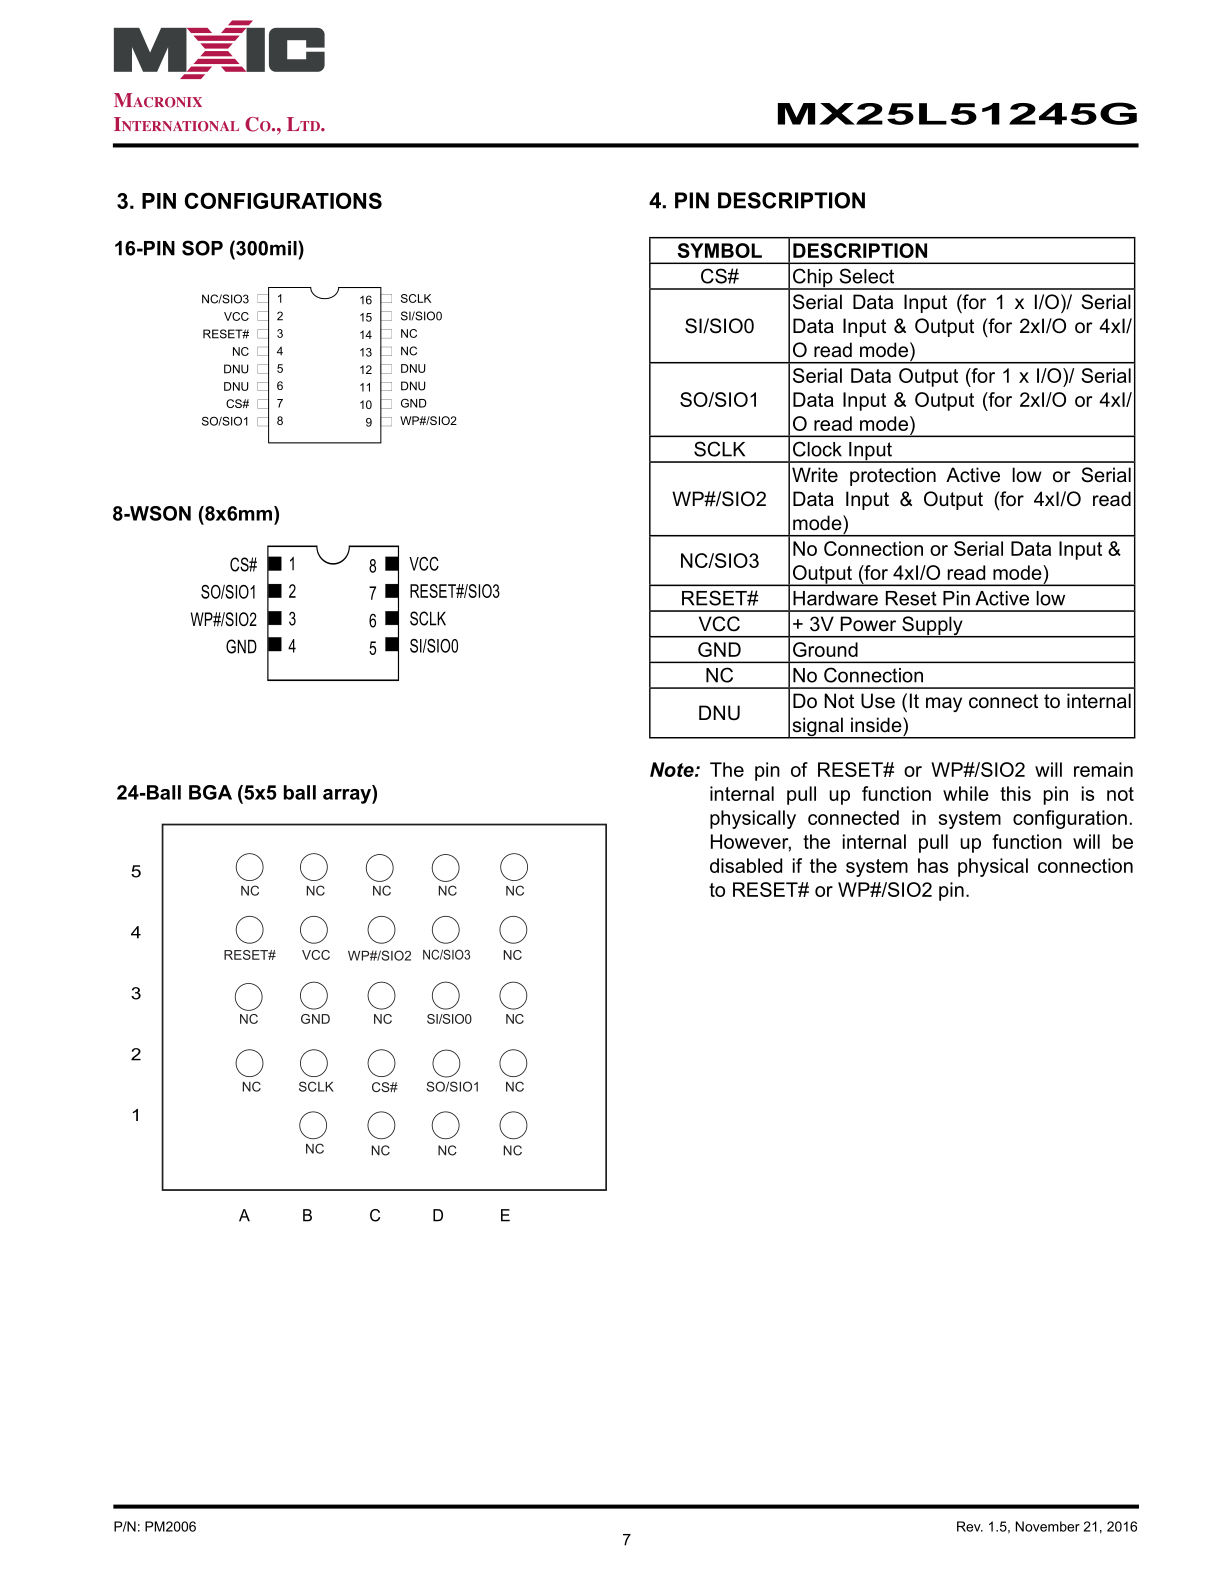 MXIC
MACRONIX
INTERNATIONAL CO., LTD.
MX25L51245G
3. PIN CONFIGURATIONS
16-PIN SOP (300mil)
NC/SIO3 1 16 SCLK
VCC 2 15 SI/SIO0
RESET# 3 14 NC
NC 4 13 NC
DNU 5 12 DNU
DNU 6 11 DNU
CS# 7 10 GND
SO/SIO1 8 9 WP#/SIO2
8-WSON (8x6mm)
CS# 1 8 VCC
SO/SIO1 2 7 RESET#/SIO3
WP#/SIO2 3 6 SCLK
GND 4 5 SI/SIO0
24-Ball BGA (5x5 ball array)
5
NC NC NC NC NC
4
RESET# VCC WP#/SIO2 NC/SIO3 NC
3
NC GND NC SI/SIO0 NC
2
NC SCLK CS# SO/SIO1 NC
1
NC NC NC NC
A B C D E
4. PIN DESCRIPTION
SYMBOL DESCRIPTION
CS# Chip Select
SI/SIO0 Serial Data Input (for 1 x I/O)/ Serial
Data Input & Output (for 2xI/O or 4xI/
O read mode)
SO/SIO1 Serial Data Output (for 1 x I/O)/ Serial
Data Input & Output (for 2xI/O or 4xI/
O read mode)
SCLK Clock Input
WP#/SIO2 Write protection Active low or Serial
Data Input & Output (for 4xI/O read
mode)
NC/SIO3 No Connection or Serial Data Input &
Output (for 4xI/O read mode)
RESET# Hardware Reset Pin Active low
VCC + 3V Power Supply
GND Ground
NC No Connection
DNU Do Not Use (It may connect to internal
signal inside)
Note: The pin of RESET# or WP#/SIO2 will remain
internal pull up function while this pin is not
physically connected in system configuration.
However, the internal pull up function will be
disabled if the system has physical connection
to RESET# or WP#/SIO2 pin.
P/N: PM2006
7
Rev. 1.5, November 21, 2016